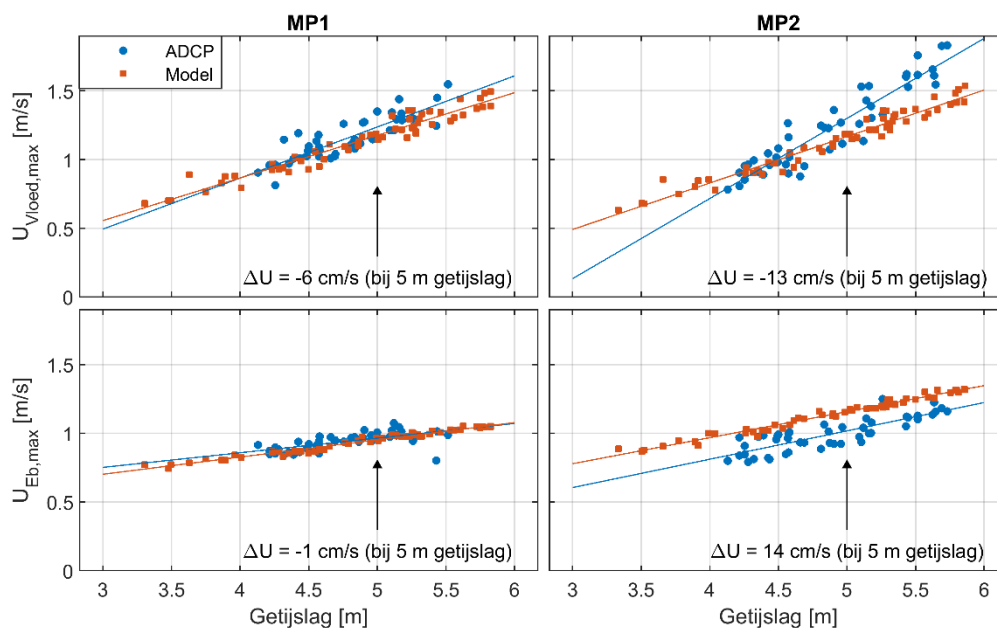 MP1
MP2
ADCP
Model
U_Vloed,max [m/s]
1.5
1
0.5
0
ΔU = -6 cm/s (bij 5 m getijslag)
ΔU = -13 cm/s (bij 5 m getijslag)
U_Eb,max [m/s]
1.5
1
0.5
0
ΔU = -1 cm/s (bij 5 m getijslag)
ΔU = 14 cm/s (bij 5 m getijslag)
3 3.5 4 4.5 5 5.5 6
3 3.5 4 4.5 5 5.5 6
Getijslag [m]
Getijslag [m]